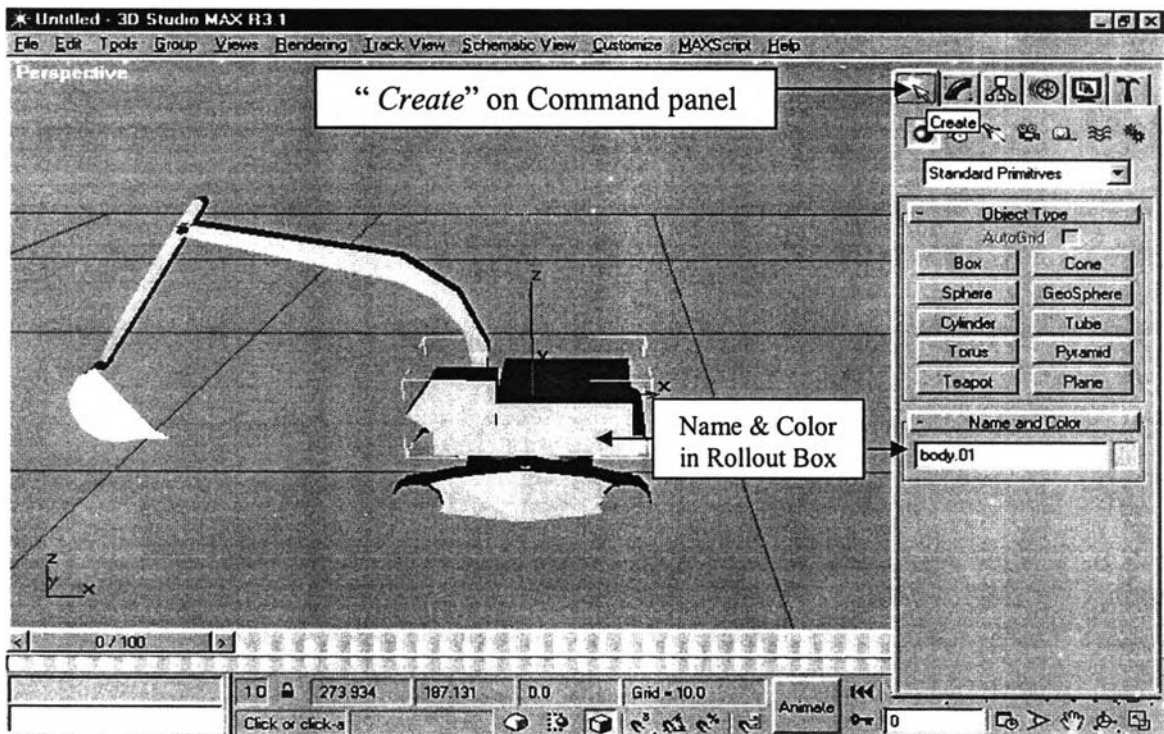 Untitled - 3D Studio MAX R3.1
File Edit Tools Group Views Rendering Track View Schematic View Customize MAXScript Help
Perspective
“ Create” on Command panel
Create
Standard Primitives
- Object Type
AutoGrid
Box Cone
Sphere GeoSphere
Cylinder Tube
Torus Pyramid
Teapot Plane
z
Y
x
Name & Color
in Rollout Box
- Name and Color
body.01
z
y
x
< 0 / 100 >
273.934 187.131 0.0 Grid = 10.0
Animate
Click or click-a
0